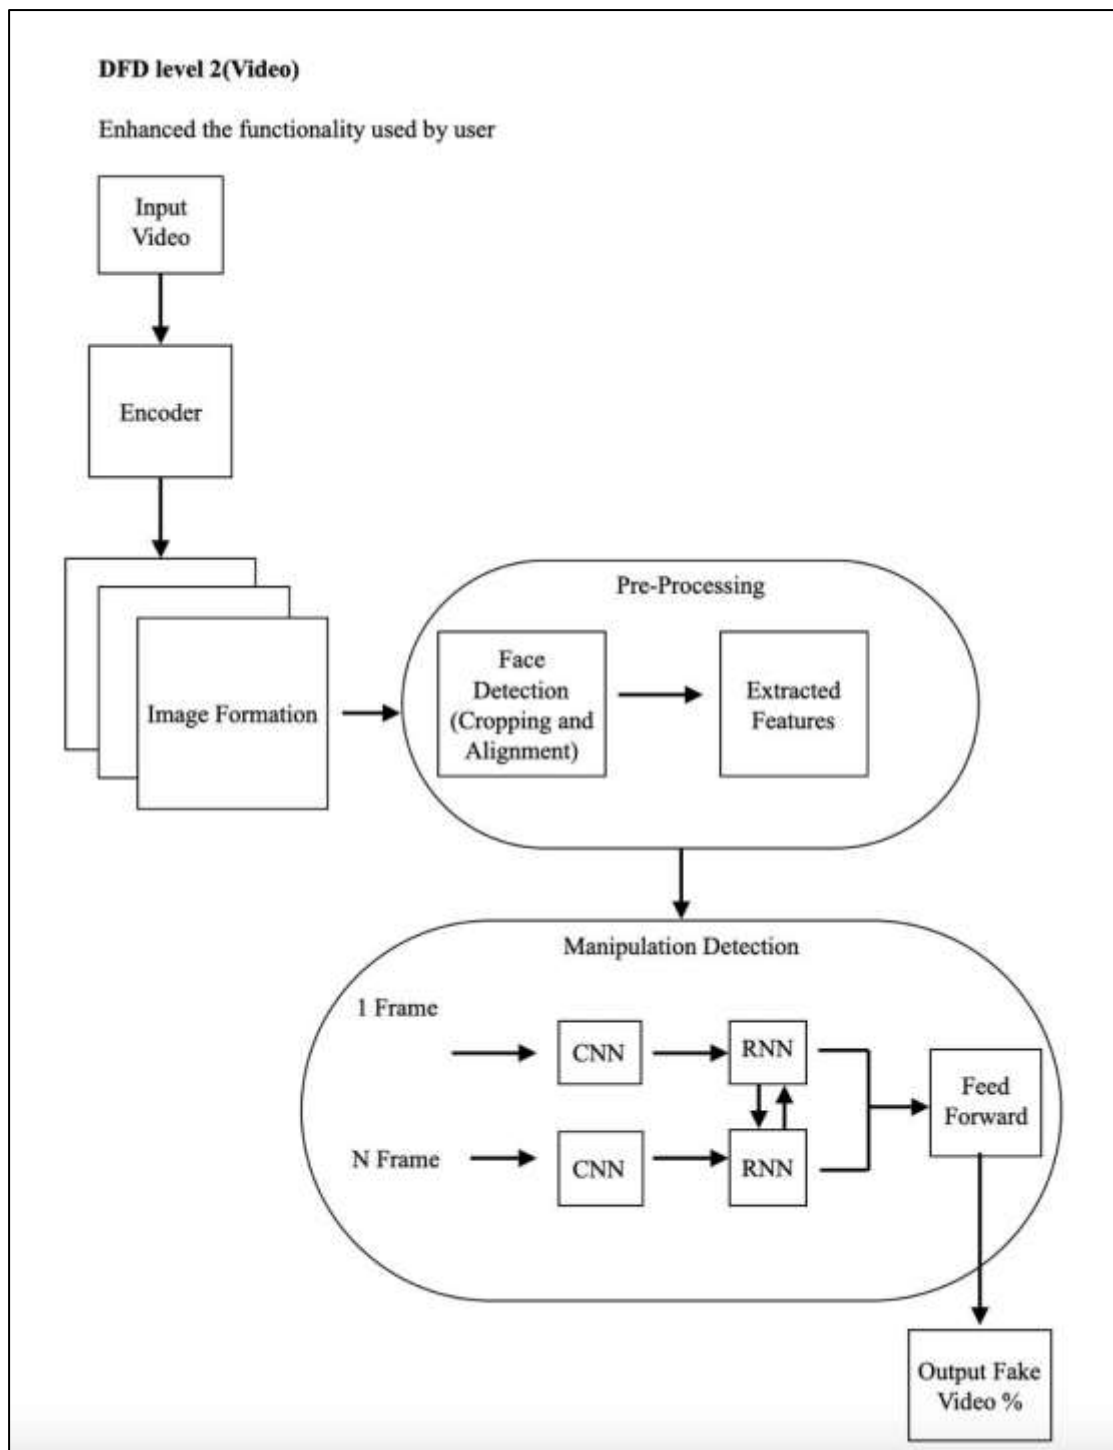 DFD level 2(Video)
Enhanced the functionality used by user
Input
Video
Encoder
Image Formation
Pre-Processing
Face
Detection
(Cropping and
Alignment)
Extracted
Features
Manipulation Detection
1 Frame
CNN
RNN
N Frame
CNN
RNN
Feed
Forward
Output Fake
Video %